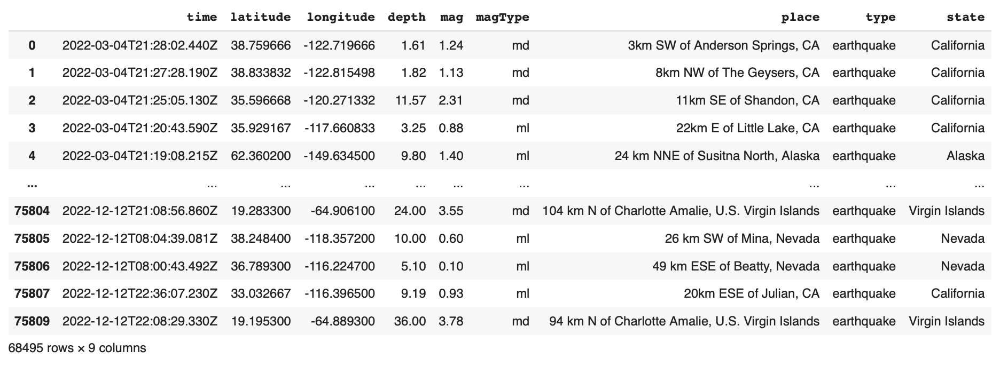 time latitude longitude depth mag magType place type state
0 2022-03-04T21:28:02.440Z 38.759666 -122.719666 1.61 1.24 md 3km SW of Anderson Springs, CA earthquake California
1 2022-03-04T21:27:28.190Z 38.833832 -122.815498 1.82 1.13 md 8km NW of The Geysers, CA earthquake California
2 2022-03-04T21:25:05.130Z 35.596668 -120.271332 11.57 2.31 md 11km SE of Shandon, CA earthquake California
3 2022-03-04T21:20:43.590Z 35.929167 -117.660833 3.25 0.88 ml 22km E of Little Lake, CA earthquake California
4 2022-03-04T21:19:08.215Z 62.360200 -149.634500 9.80 1.40 ml 24 km NNE of Susitna North, Alaska earthquake Alaska
... ... ... ... ... ... ... ... ... ...
75804 2022-12-12T21:08:56.860Z 19.283300 -64.906100 24.00 3.55 md 104 km N of Charlotte Amalie, U.S. Virgin Islands earthquake Virgin Islands
75805 2022-12-12T08:04:39.081Z 38.248400 -118.357200 10.00 0.60 ml 26 km SW of Mina, Nevada earthquake Nevada
75806 2022-12-12T08:00:43.492Z 36.789300 -116.224700 5.10 0.10 ml 49 km ESE of Beatty, Nevada earthquake Nevada
75807 2022-12-12T22:36:07.230Z 33.032667 -116.396500 9.19 0.93 ml 20km ESE of Julian, CA earthquake California
75809 2022-12-12T22:08:29.330Z 19.195300 -64.889300 36.00 3.78 md 94 km N of Charlotte Amalie, U.S. Virgin Islands earthquake Virgin Islands
68495 rows × 9 columns